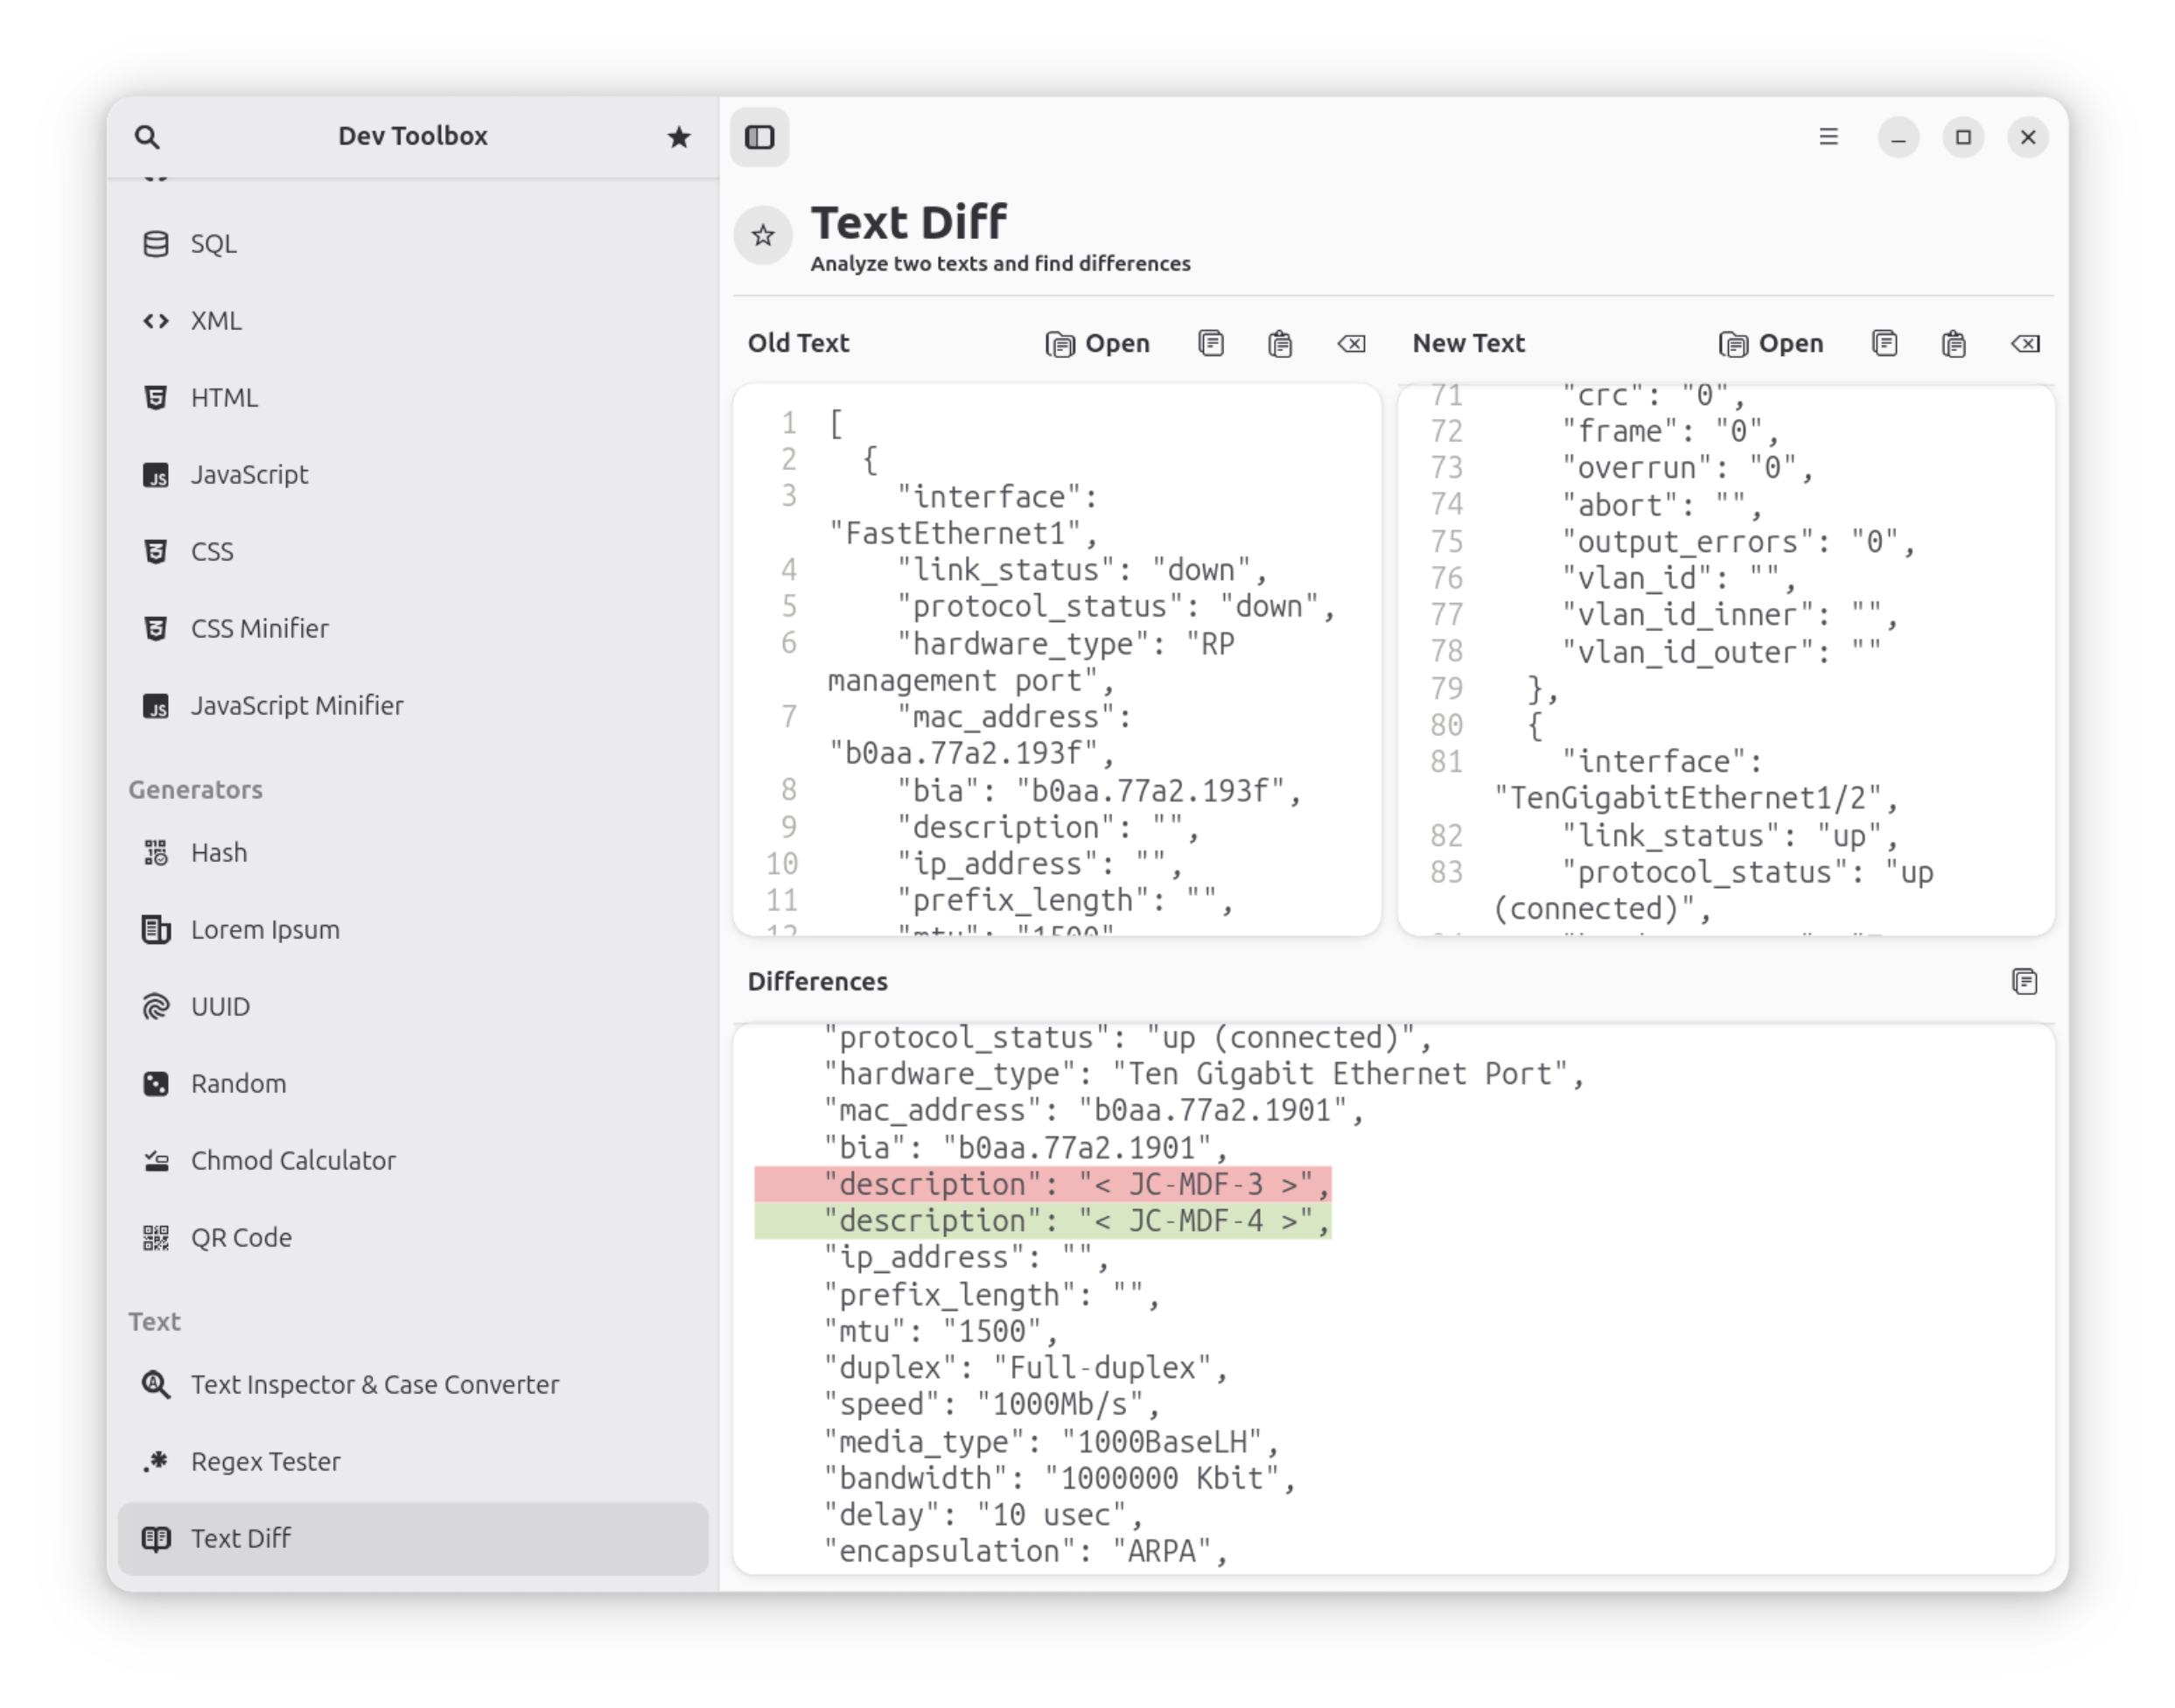 Dev Toolbox
SQL
XML
HTML
JavaScript
CSS
CSS Minifier
JavaScript Minifier
Generators
Hash
Lorem Ipsum
UUID
Random
Chmod Calculator
QR Code
Text
Text Inspector & Case Converter
Regex Tester
Text Diff
Text Diff
Analyze two texts and find differences
Old Text Open
1 [
2   {
3     "interface":
"FastEthernet1",
4     "link_status": "down",
5     "protocol_status": "down",
6     "hardware_type": "RP
management port",
7     "mac_address":
"b0aa.77a2.193f",
8     "bia": "b0aa.77a2.193f",
9     "description": "",
10     "ip_address": "",
11     "prefix_length": "",
12     "mtu": "1500"
New Text Open
71     "crc": "0",
72     "frame": "0",
73     "overrun": "0",
74     "abort": "",
75     "output_errors": "0",
76     "vlan_id": "",
77     "vlan_id_inner": "",
78     "vlan_id_outer": ""
79   },
80   {
81     "interface":
"TenGigabitEthernet1/2",
82     "link_status": "up",
83     "protocol_status": "up
(connected)",
Differences
"protocol_status": "up (connected)",
"hardware_type": "Ten Gigabit Ethernet Port",
"mac_address": "b0aa.77a2.1901",
"bia": "b0aa.77a2.1901",
"description": "< JC-MDF-3 >",
"description": "< JC-MDF-4 >",
"ip_address": "",
"prefix_length": "",
"mtu": "1500",
"duplex": "Full-duplex",
"speed": "1000Mb/s",
"media_type": "1000BaseLH",
"bandwidth": "1000000 Kbit",
"delay": "10 usec",
"encapsulation": "ARPA",